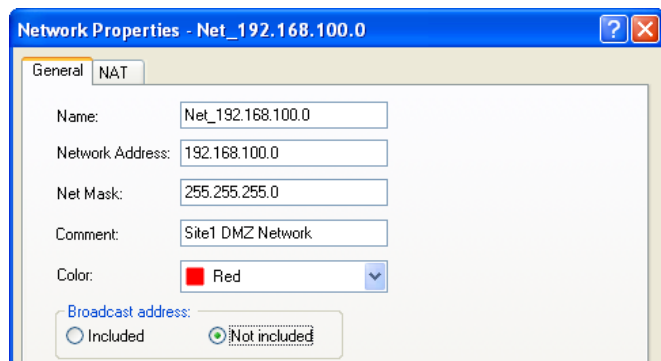 Network Properties - Net_192.168.100.0
General NAT
Name: Net_192.168.100.0
Network Address: 192.168.100.0
Net Mask: 255.255.255.0
Comment: Site1 DMZ Network
Color: Red
Broadcast address:
Included Not included